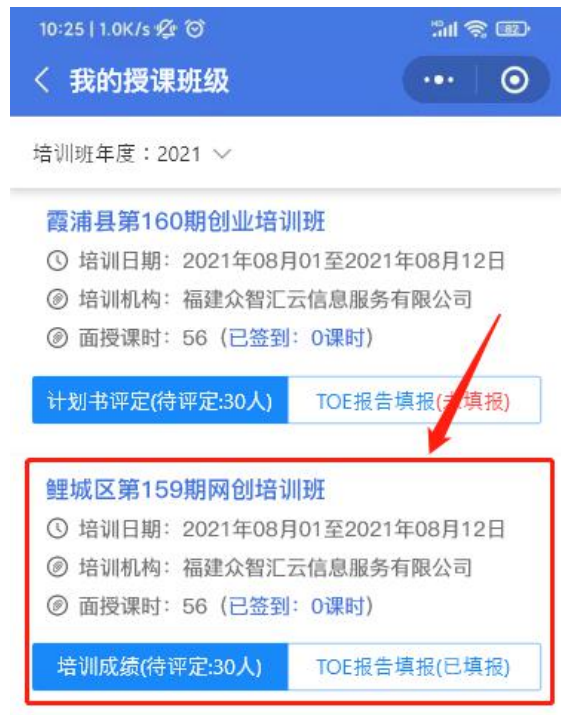 10:25 | 1.0K/s
HD 82
我的授课班级
培训班年度：2021
霞浦县第160期创业培训班
培训日期：2021年08月01至2021年08月12日
培训机构：福建众智汇云信息服务有限公司
面授课时：56（已签到：0课时）
计划书评定(待评定:30人) TOE报告填报(未填报)
鲤城区第159期网创培训班
培训日期：2021年08月01至2021年08月12日
培训机构：福建众智汇云信息服务有限公司
面授课时：56（已签到：0课时）
培训成绩(待评定:30人) TOE报告填报(已填报)